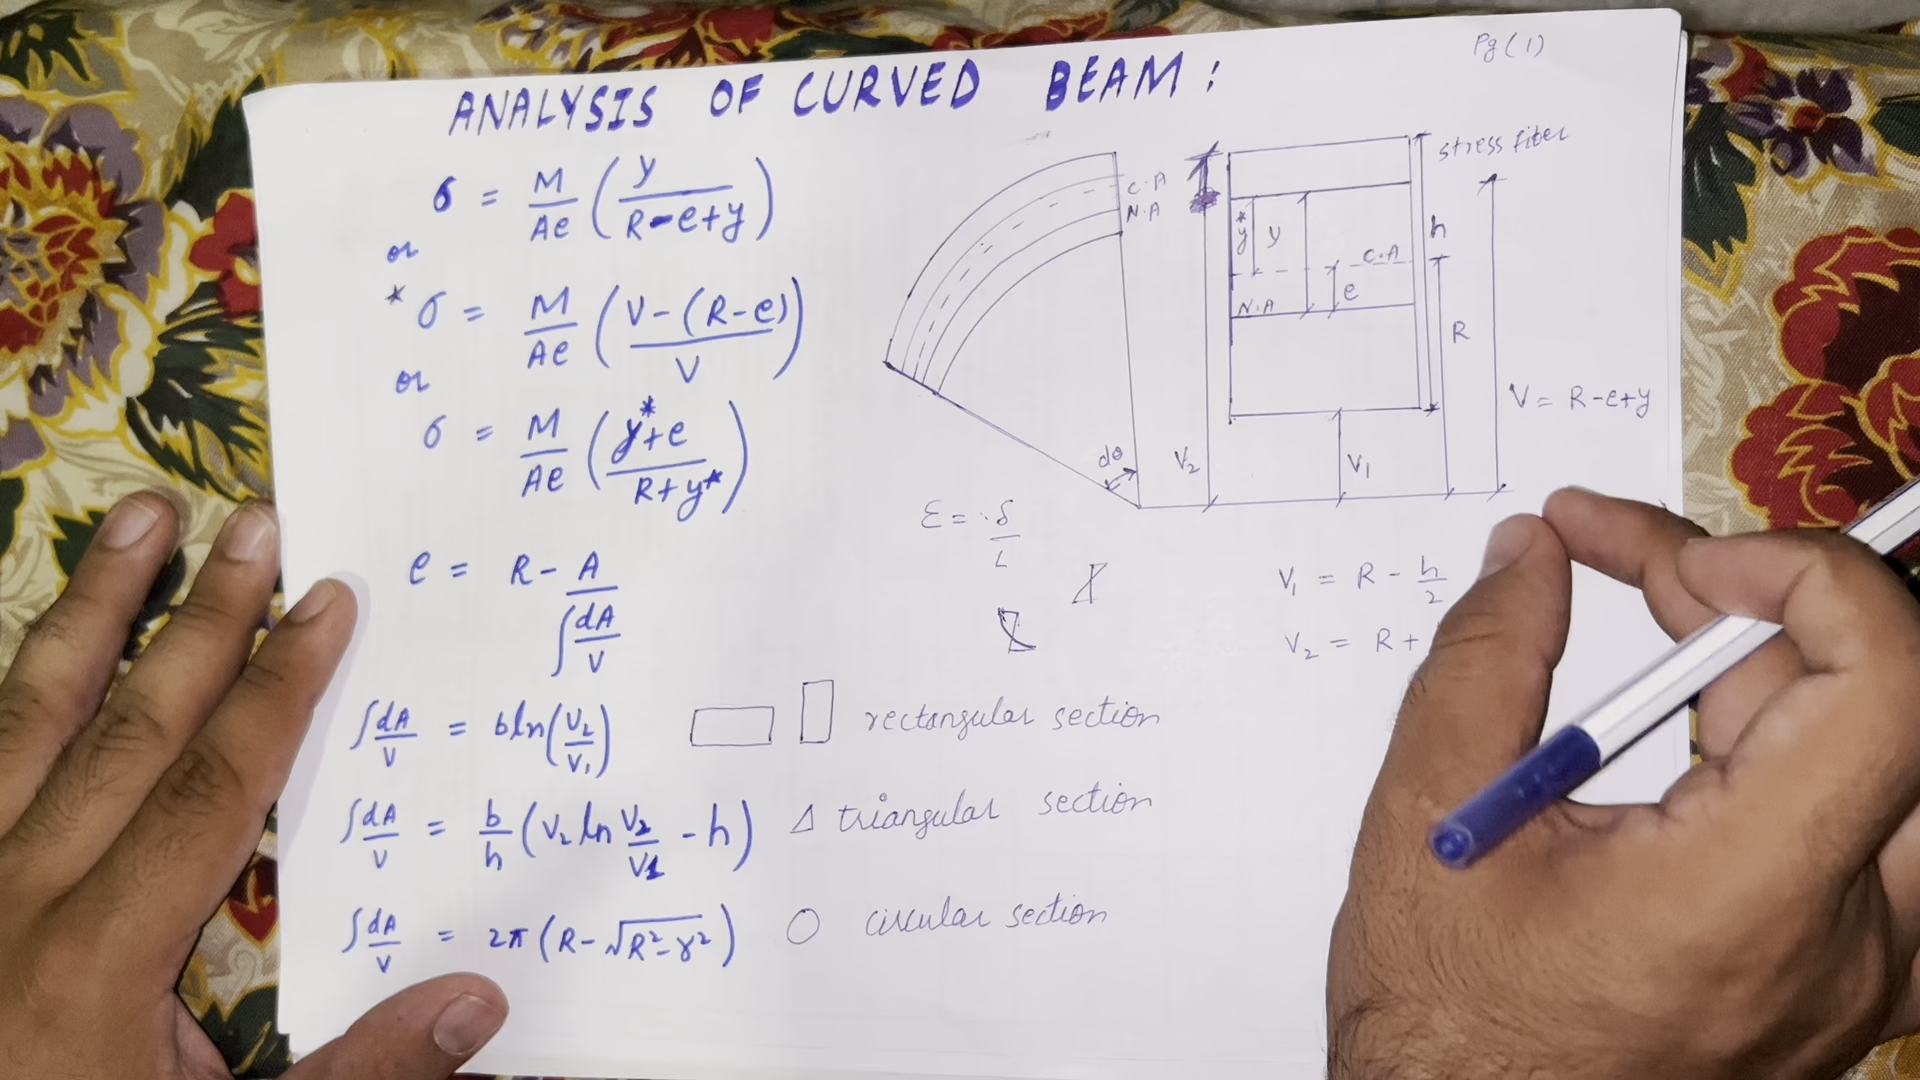 Pg (1)
ANALYSIS OF CURVED BEAM :
σ = M/Ae ( y / R-e+y )
or
* σ = M/Ae ( V-(R-e) / V )
or
σ = M/Ae ( y*+e / R+y* )
e = R - A / ∫ dA/V
∫ dA/V = b ln ( V₂/V₁ ) rectangular section
∫ dA/V = b/h ( V₂ ln V₂/V1 - h ) Δ triangular section
∫ dA/V = 2π ( R - √R²-r² ) circular section
C.A
N.A
dθ
ε = δ/L
stress fiber
y*
y
C.A
e
N.A
h
R
V = R-e+y
V₂
V₁
V₁ = R - h/2
V₂ = R +